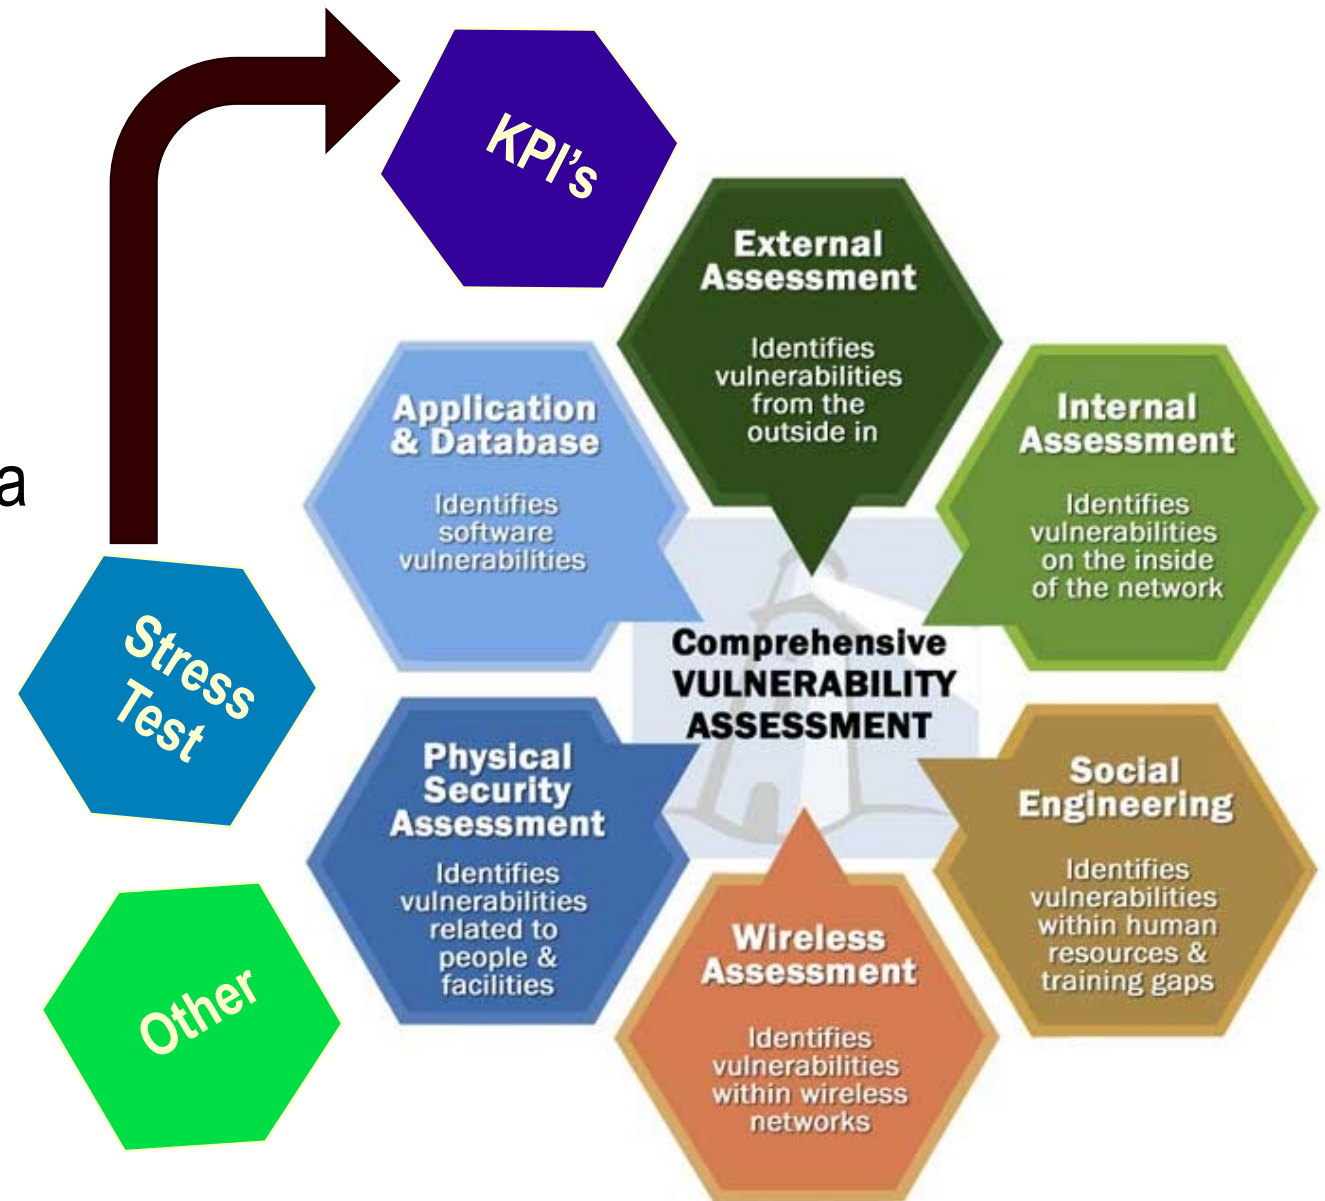 KPI's
External
Assessment
Identifies
vulnerabilities
from the
outside in
Application
& Database
Identifies
software
vulnerabilities
Internal
Assessment
Identifies
vulnerabilities
on the inside
of the network
a
Stress
Test
Comprehensive
VULNERABILITY
ASSESSMENT
Physical
Security
Assessment
Identifies
vulnerabilities
related to
people &
facilities
Social
Engineering
Identifies
vulnerabilities
within human
resources &
training gaps
Other
Wireless
Assessment
Identifies
vulnerabilities
within wireless
networks